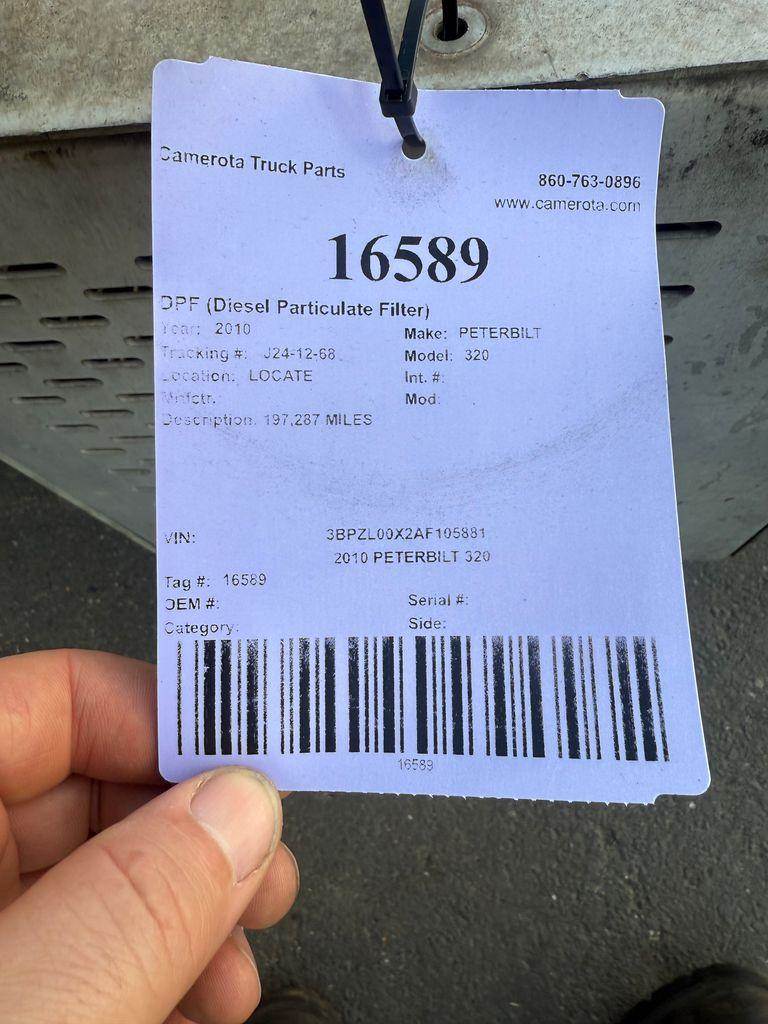 Camerota Truck Parts
860-763-0896
www.camerota.com
16589
DPF (Diesel Particulate Filter)
Year: 2010 Make: PETERBILT
Tracking #: J24-12-68 Model: 320
Location: LOCATE Int. #:
Mnfctr.: Mod:
Description: 197,287 MILES
VIN: 3BPZL00X2AF105881
2010 PETERBILT 320
Tag #: 16589
OEM #: Serial #:
Category: Side:
16589